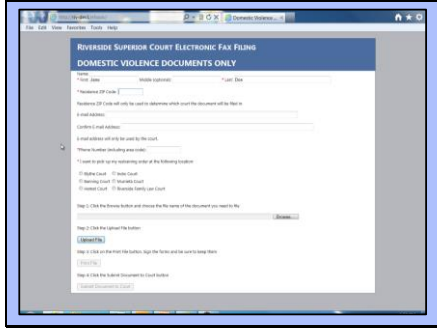 Domestic Violence...
File Edit View Favorites Tools Help
RIVERSIDE SUPERIOR COURT ELECTRONIC FAX FILING
DOMESTIC VIOLENCE DOCUMENTS ONLY
Name:
* First Jane Middle (optional) * Last Doe
* Residence ZIP Code
Residence ZIP Code will only be used to determine which court the document will be filed in
E-mail Address:
Confirm E-mail Address:
E-mail address will only be used by the court.
*Phone Number (including area code):
* I want to pick up my restraining order at the following location
Blythe Court Indio Court
Banning Court Murrieta Court
Hemet Court Riverside Family Law Court
Step 1: Click the Browse button and choose the file name of the document you need to file
Browse...
Step 2: Click the Upload File button
Upload File
Step 3: Click on the Print File button, sign the forms and be sure to keep them
Print File
Step 4: Click the Submit Document to Court button
Submit Document to Court